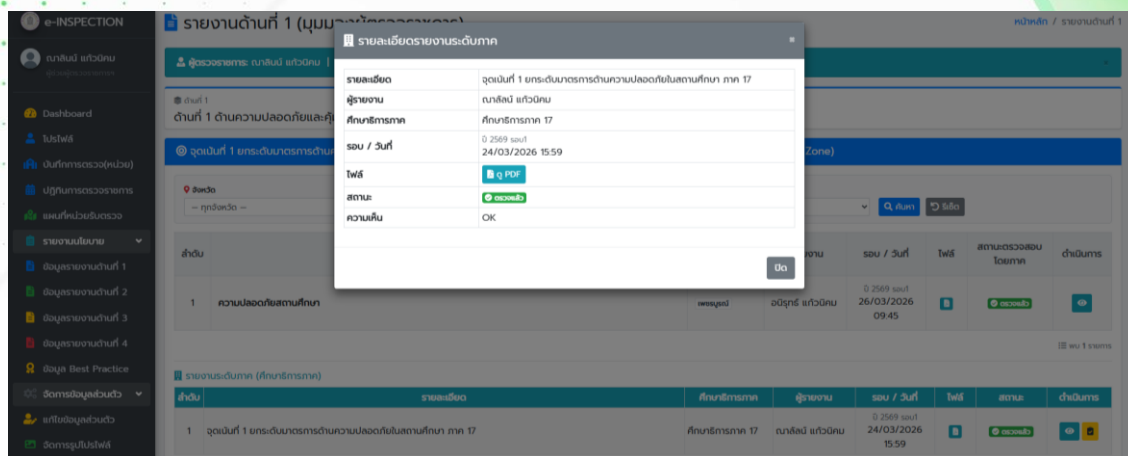 e-INSPECTION
รายงานด้านที่ 1
หน้าหลัก / รายงานด้านที่ 1
ณาลัณน์ แก้วนิคม
ผู้ตรวจราชการ: ณาลัณน์ แก้วนิคม |
Dashboard
โปรไฟล์
บันทึกการตรวจ(หน่วย)
ปฏิทินการตรวจราชการ
แผนที่หน่วยรับตรวจ
รายงานนโยบาย
ข้อมูลรายงานด้านที่ 1
ข้อมูลรายงานด้านที่ 2
ข้อมูลรายงานด้านที่ 3
ข้อมูลรายงานด้านที่ 4
ข้อมูล Best Practice
จัดการข้อมูลส่วนตัว
แก้ไขข้อมูลส่วนตัว
จัดการรูปโปรไฟล์
ด้านที่ 1
ด้านที่ 1 ด้านความปลอดภัยและ
จุดเน้นที่ 1 ยกระดับมาตรการด้าน
Zone)
จังหวัด
-- ทุกจังหวัด --
ค้นหา
รีเซ็ต
รายละเอียดรายงานระดับภาค
×
รายละเอียด จุดเน้นที่ 1 ยกระดับมาตรการด้านความปลอดภัยในสถานศึกษา ภาค 17
ผู้รายงาน ณาลัณน์ แก้วนิคม
ศึกษาธิการภาค ศึกษาธิการภาค 17
รอบ / วันที่ ปี 2569 รอบ1
24/03/2026 15:59
ไฟล์ ดู PDF
สถานะ ตรวจแล้ว
ความเห็น OK
ปิด
ลำดับ รอบ / วันที่ ไฟล์ สถานะตรวจสอบโดยภาค ดำเนินการ
1 ความปลอดภัยสถานศึกษา เพชรบูรณ์ อนิรุทธิ์ แก้วนิคม ปี 2569 รอบ1 ตรวจแล้ว
26/03/2026
09:45
พบ 1 รายการ
รายงานระดับภาค (ศึกษาธิการภาค)
ลำดับ รายละเอียด ศึกษาธิการภาค ผู้รายงาน รอบ / วันที่ ไฟล์ สถานะ ดำเนินการ
1 จุดเน้นที่ 1 ยกระดับมาตรการด้านความปลอดภัยในสถานศึกษา ภาค 17 ศึกษาธิการภาค 17 ณาลัณน์ แก้วนิคม ปี 2569 รอบ1 ตรวจแล้ว
24/03/2026
15:59